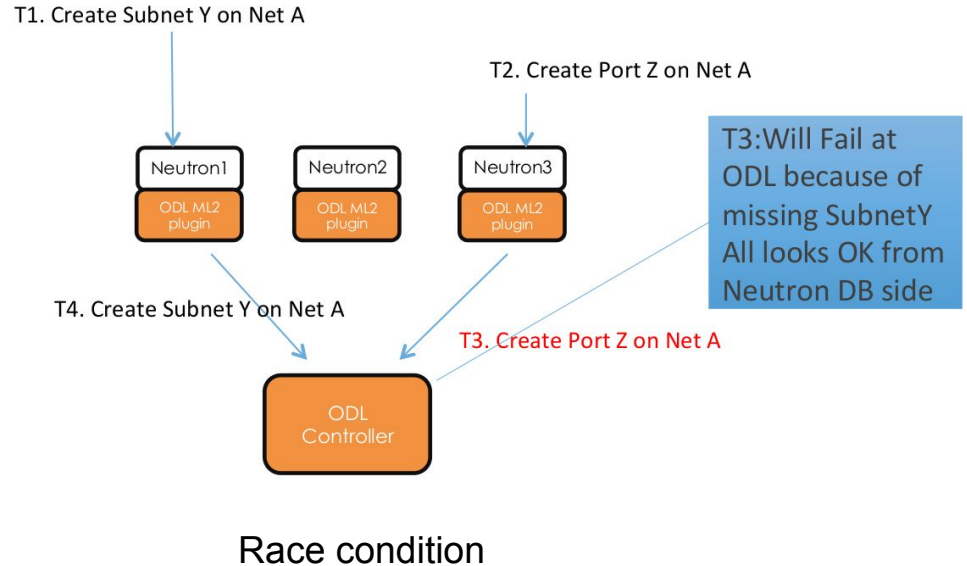 T1. Create Subnet Y on Net A
T2. Create Port Z on Net A
Neutron1
ODL ML2
plugin
Neutron2
ODL ML2
plugin
Neutron3
ODL ML2
plugin
T3:Will Fail at
ODL because of
missing SubnetY
All looks OK from
Neutron DB side
T4. Create Subnet Y on Net A
T3. Create Port Z on Net A
ODL
Controller
Race condition